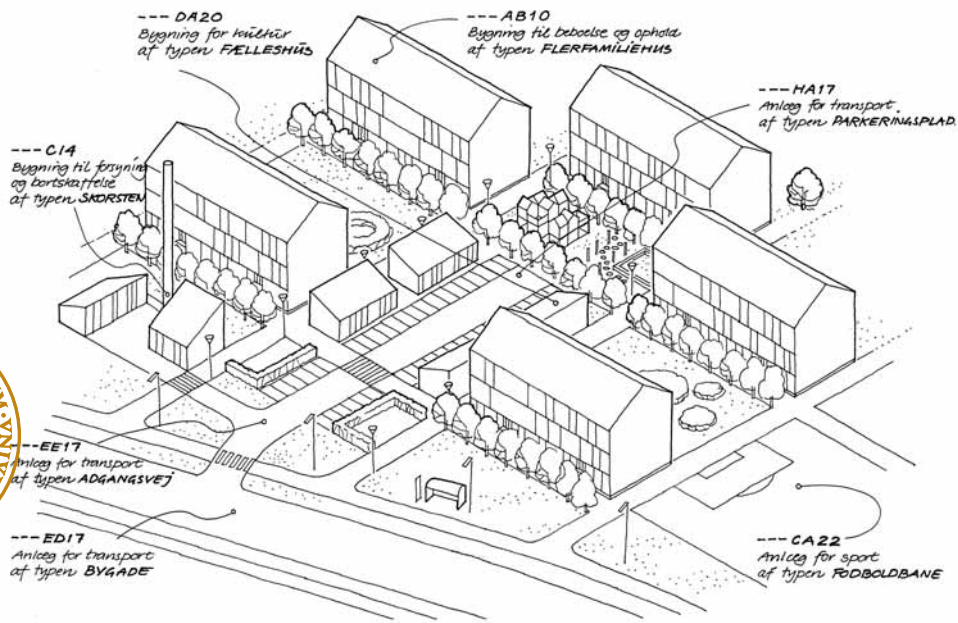 --- DA20
Bygning for kultur
af typen FÆLLESHUS
--- AB10
Bygning til beboelse og ophold
af typen FLERFAMILIEHUS
--- HA17
Anlæg for transport
af typen PARKERINGSPLAD.
--- C14
Bygning til forsyning
og bortskaffelse
af typen SKORSTEN
--- EE17
Anlæg for transport
af typen ADGANGSVEJ
--- ED17
Anlæg for transport
af typen BYGADE
--- CA22
Anlæg for sport
af typen FODBOLDBANE